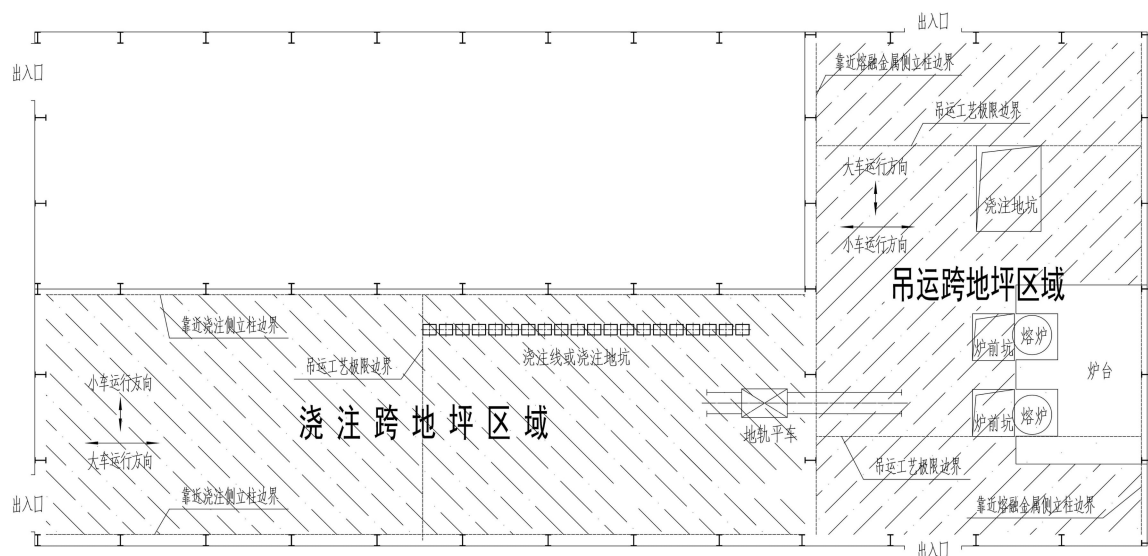 出入口
出入口
靠近熔融金属侧立柱边界
吊运工艺极限边界
大车运行方向
小车运行方向
浇注地坑
吊运跨地坪区域
靠近浇注侧立柱边界
浇注线或浇注地坑
吊运工艺极限边界
炉前坑
熔炉
炉台
小车运行方向
大车运行方向
浇注跨地坪区域
地轨平车
炉前坑
熔炉
吊运工艺极限边界
靠近浇注侧立柱边界
靠近熔融金属侧立柱边界
出入口
出入口